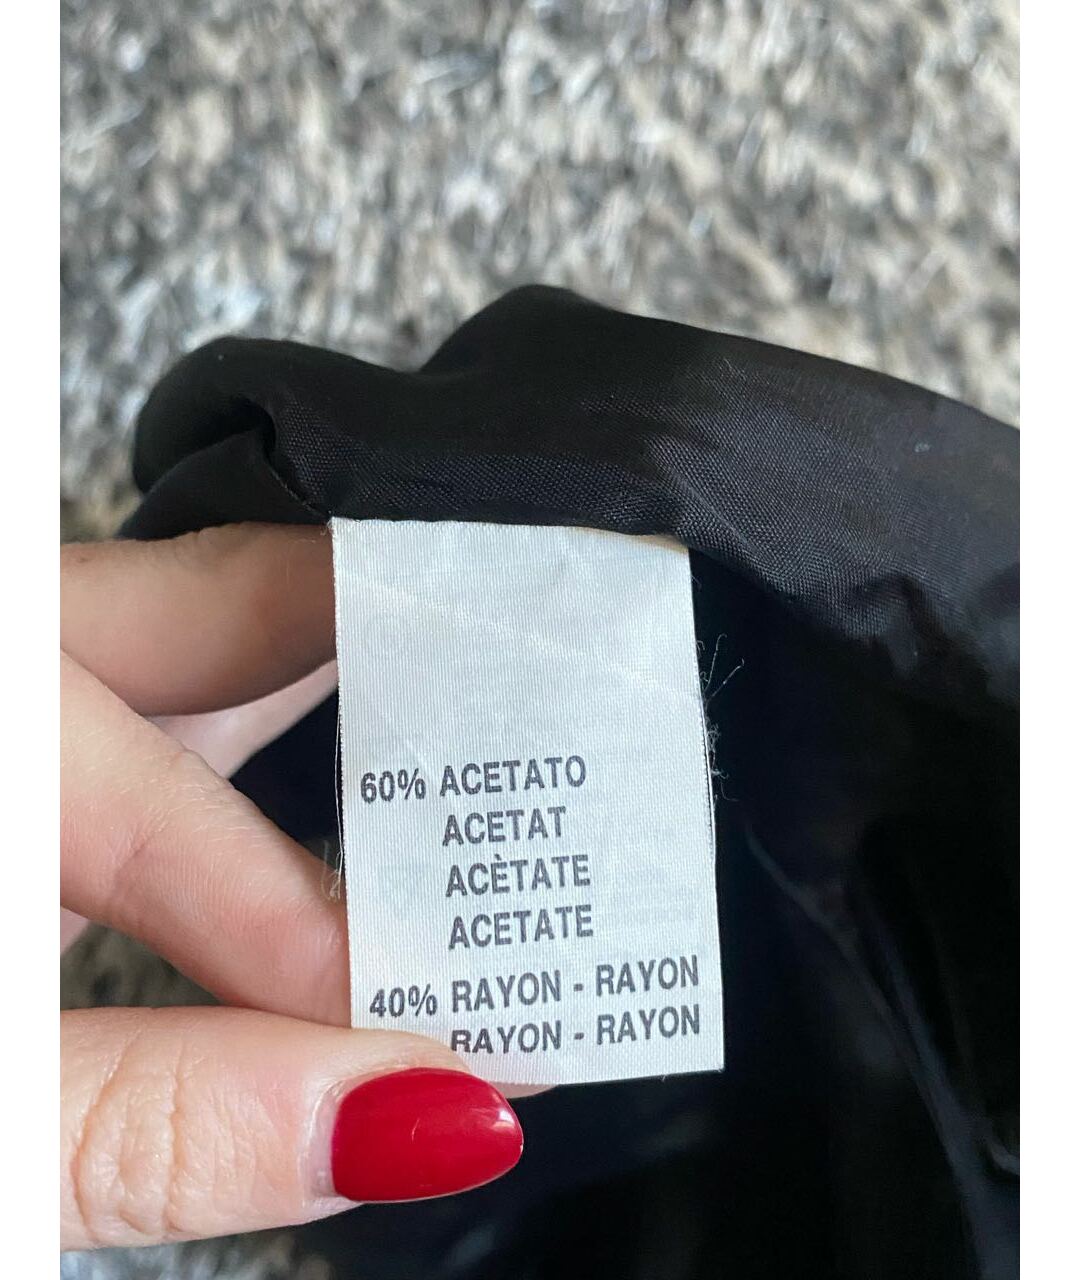 60% ACETATO
ACETAT
ACÈTATE
ACETATE
40% RAYON - RAYON
RAYON - RAYON